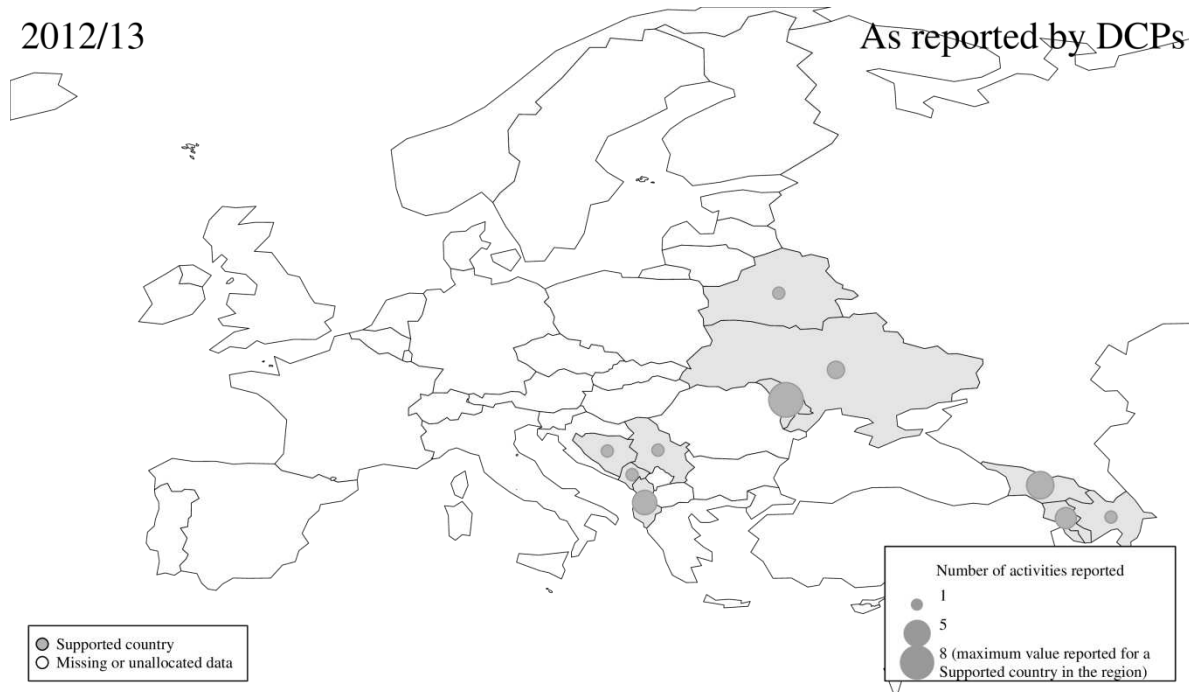 2012/13
As reported by DCPs
Supported country
Missing or unallocated data
Number of activities reported
1
5
8 (maximum value reported for a
Supported country in the region)